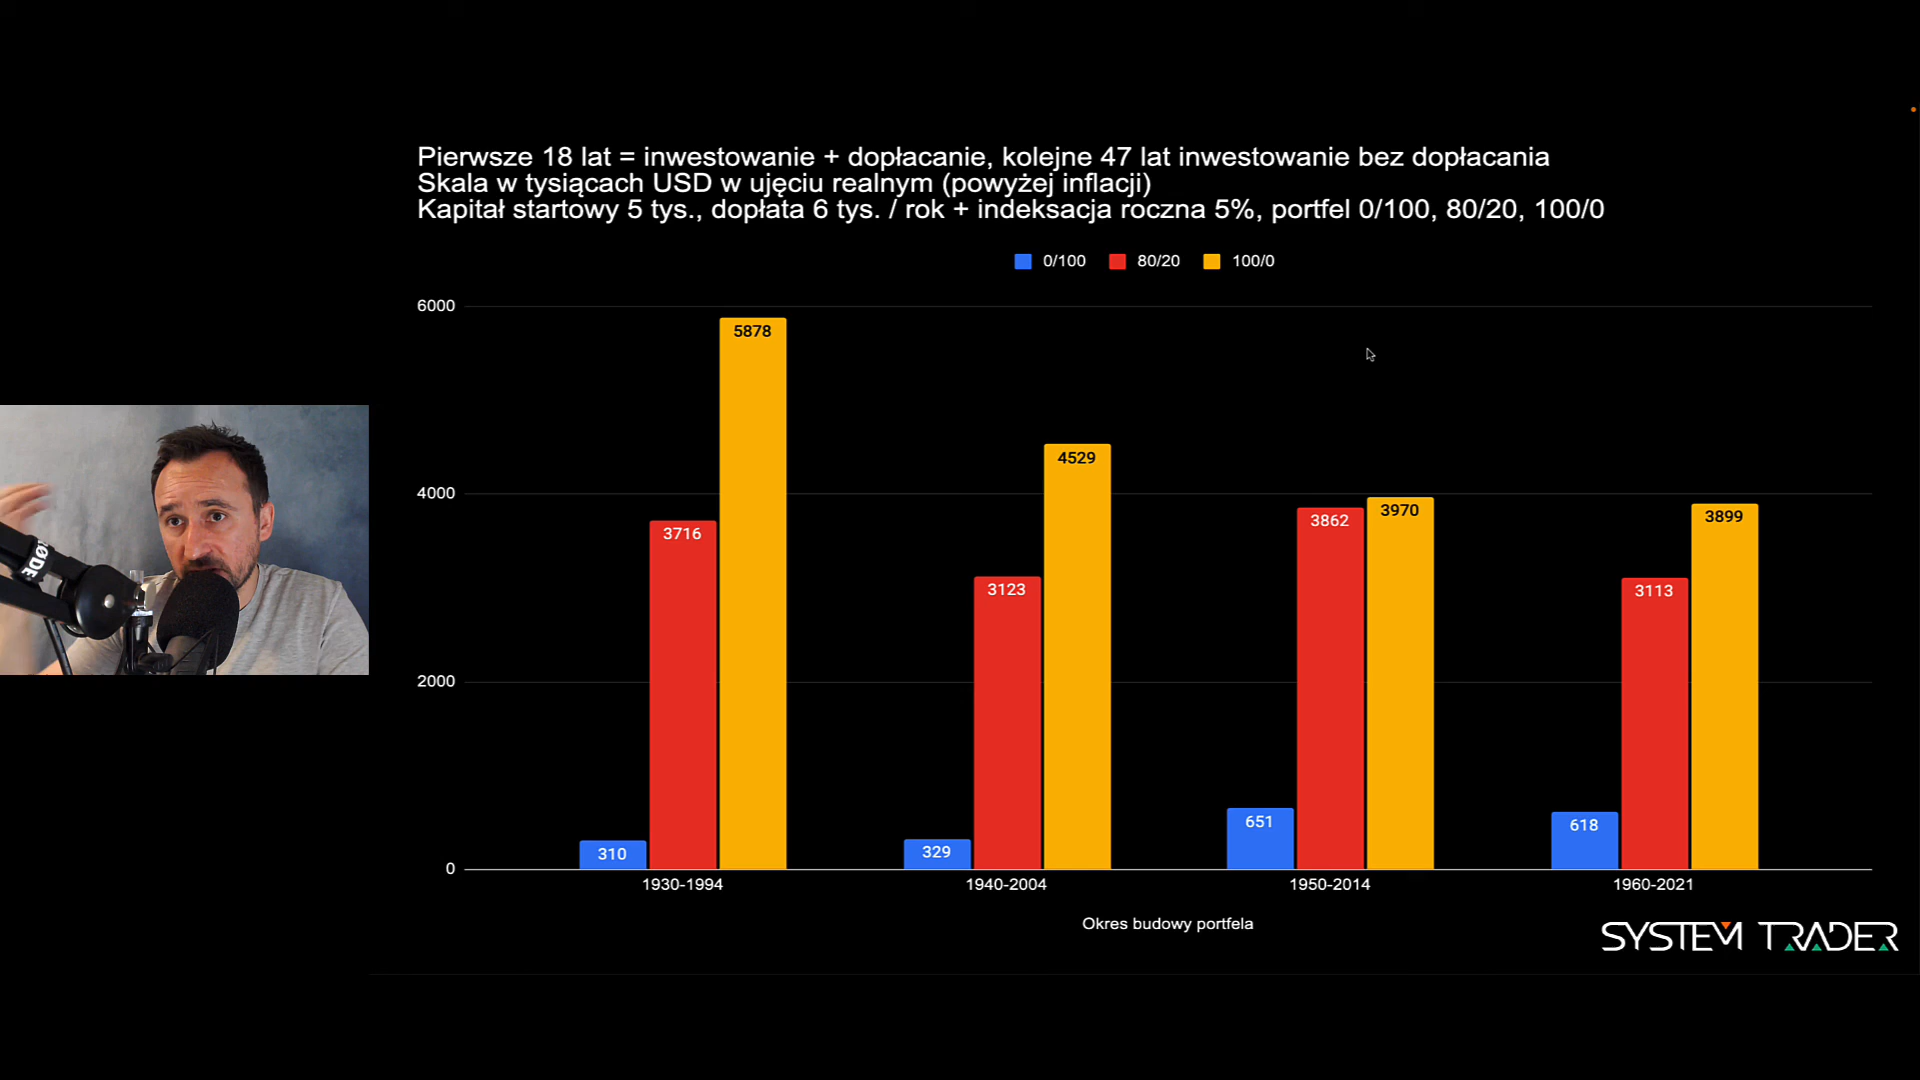 Pierwsze 18 lat = inwestowanie + dopłacanie, kolejne 47 lat inwestowanie bez dopłacania
Skala w tysiącach USD w ujęciu realnym (powyżej inflacji)
Kapitał startowy 5 tys., dopłata 6 tys. / rok + indeksacja roczna 5%, portfel 0/100, 80/20, 100/0
0/100 80/20 100/0
6000
5878
4529
4000
3970
3899
3862
3716
3123
3113
RØDE
2000
651
618
310
329
0
1930-1994 1940-2004 1950-2014 1960-2021
Okres budowy portfela
SYSTEM TRADER